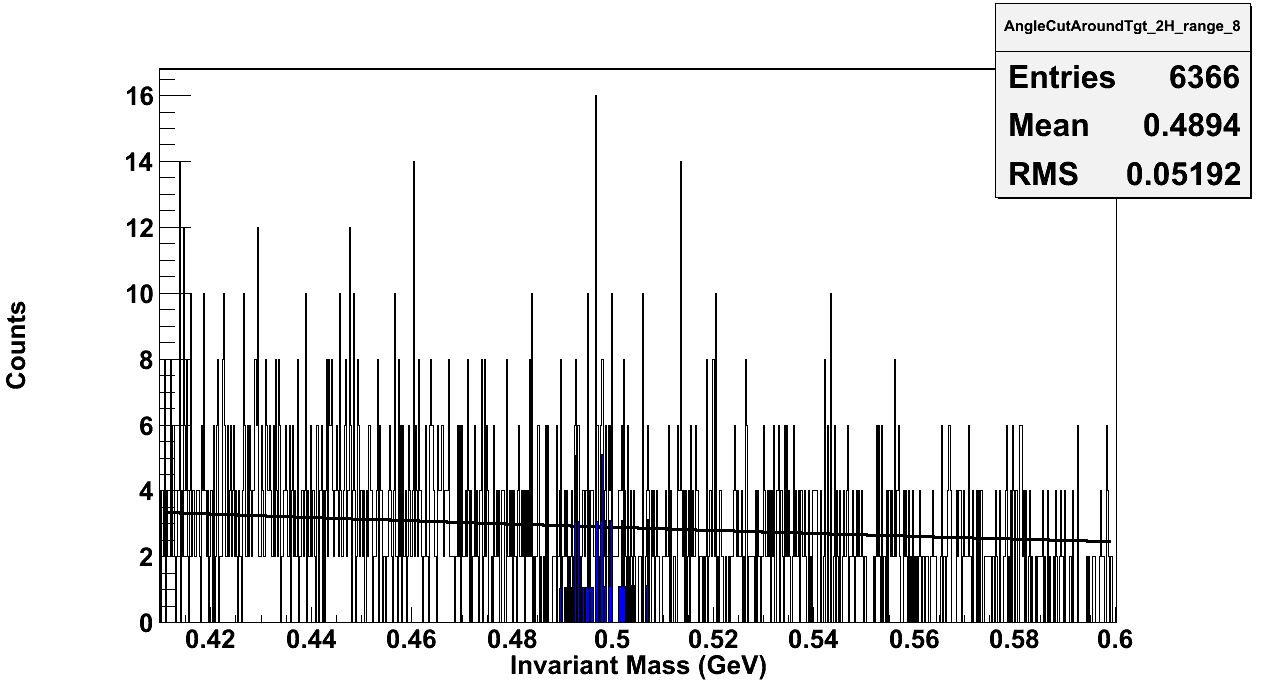 AngleCutAroundTgt_2H_range_8
Entries 6366
Mean 0.4894
RMS 0.05192
16
14
12
10
8
6
4
2
0
Counts
0.42 0.44 0.46 0.48 0.5 0.52 0.54 0.56 0.58 0.6
Invariant Mass (GeV)